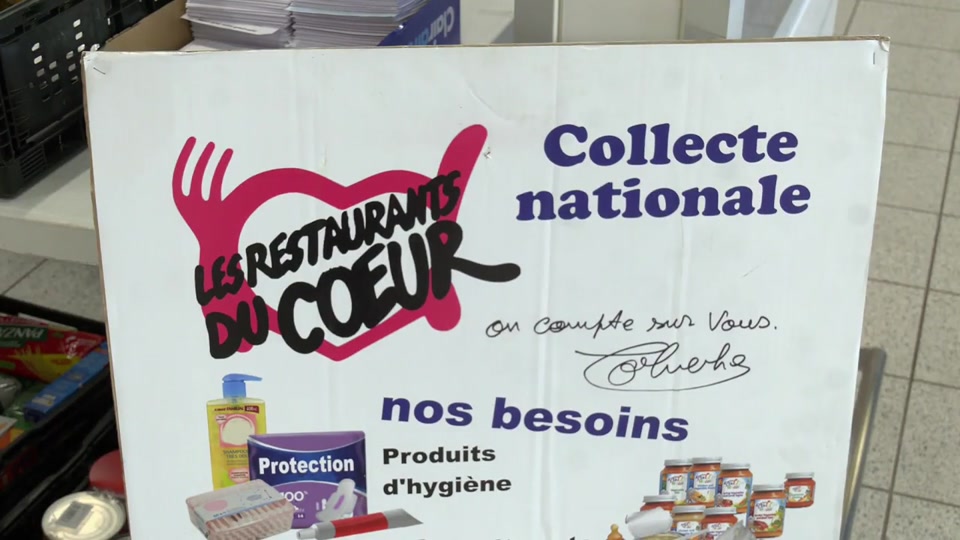 Collecte
nationale
LES RESTAURANTS
DU COEUR
on compte sur vous.
Coluche
nos besoins
Produits
d'hygiène
Protection